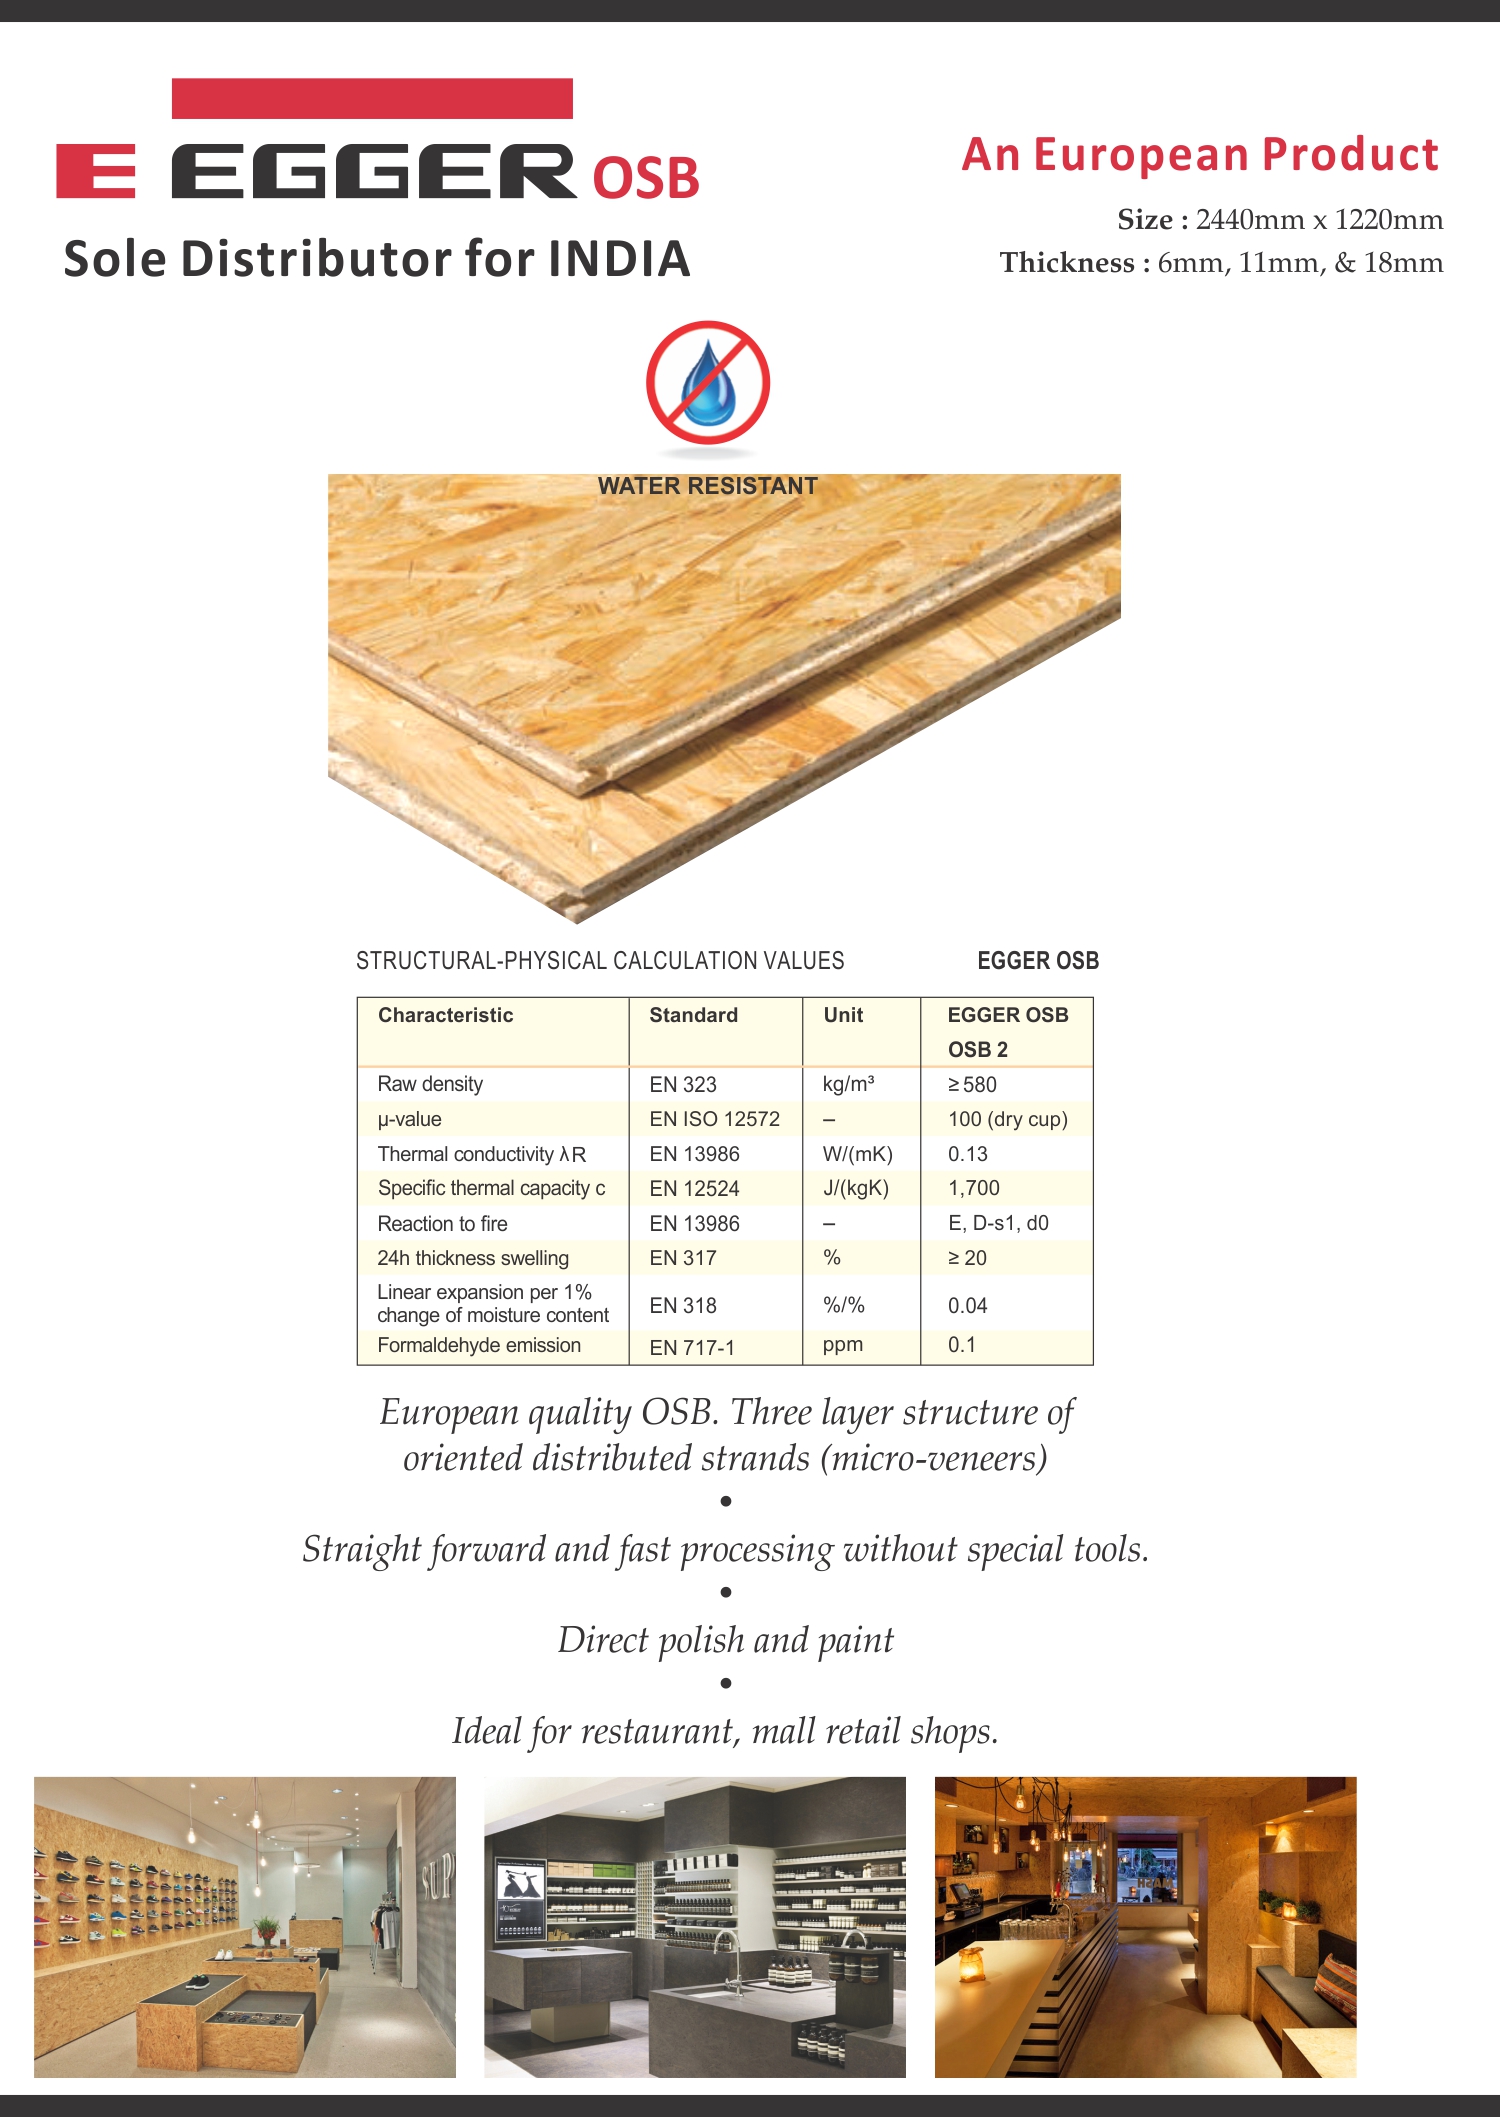 E EGGER OSB
Sole Distributor for INDIA
An European Product
Size : 2440mm x 1220mm
Thickness : 6mm, 11mm, & 18mm
WATER RESISTANT
STRUCTURAL-PHYSICAL CALCULATION VALUES EGGER OSB
Characteristic Standard Unit EGGER OSB
OSB 2
Raw density EN 323 kg/m³ ≥ 580
µ-value EN ISO 12572 – 100 (dry cup)
Thermal conductivity λR EN 13986 W/(mK) 0.13
Specific thermal capacity c EN 12524 J/(kgK) 1,700
Reaction to fire EN 13986 – E, D-s1, d0
24h thickness swelling EN 317 % ≥ 20
Linear expansion per 1%
change of moisture content EN 318 %/% 0.04
Formaldehyde emission EN 717-1 ppm 0.1
European quality OSB. Three layer structure of
oriented distributed strands (micro-veneers)
•
Straight forward and fast processing without special tools.
•
Direct polish and paint
•
Ideal for restaurant, mall retail shops.
SUP